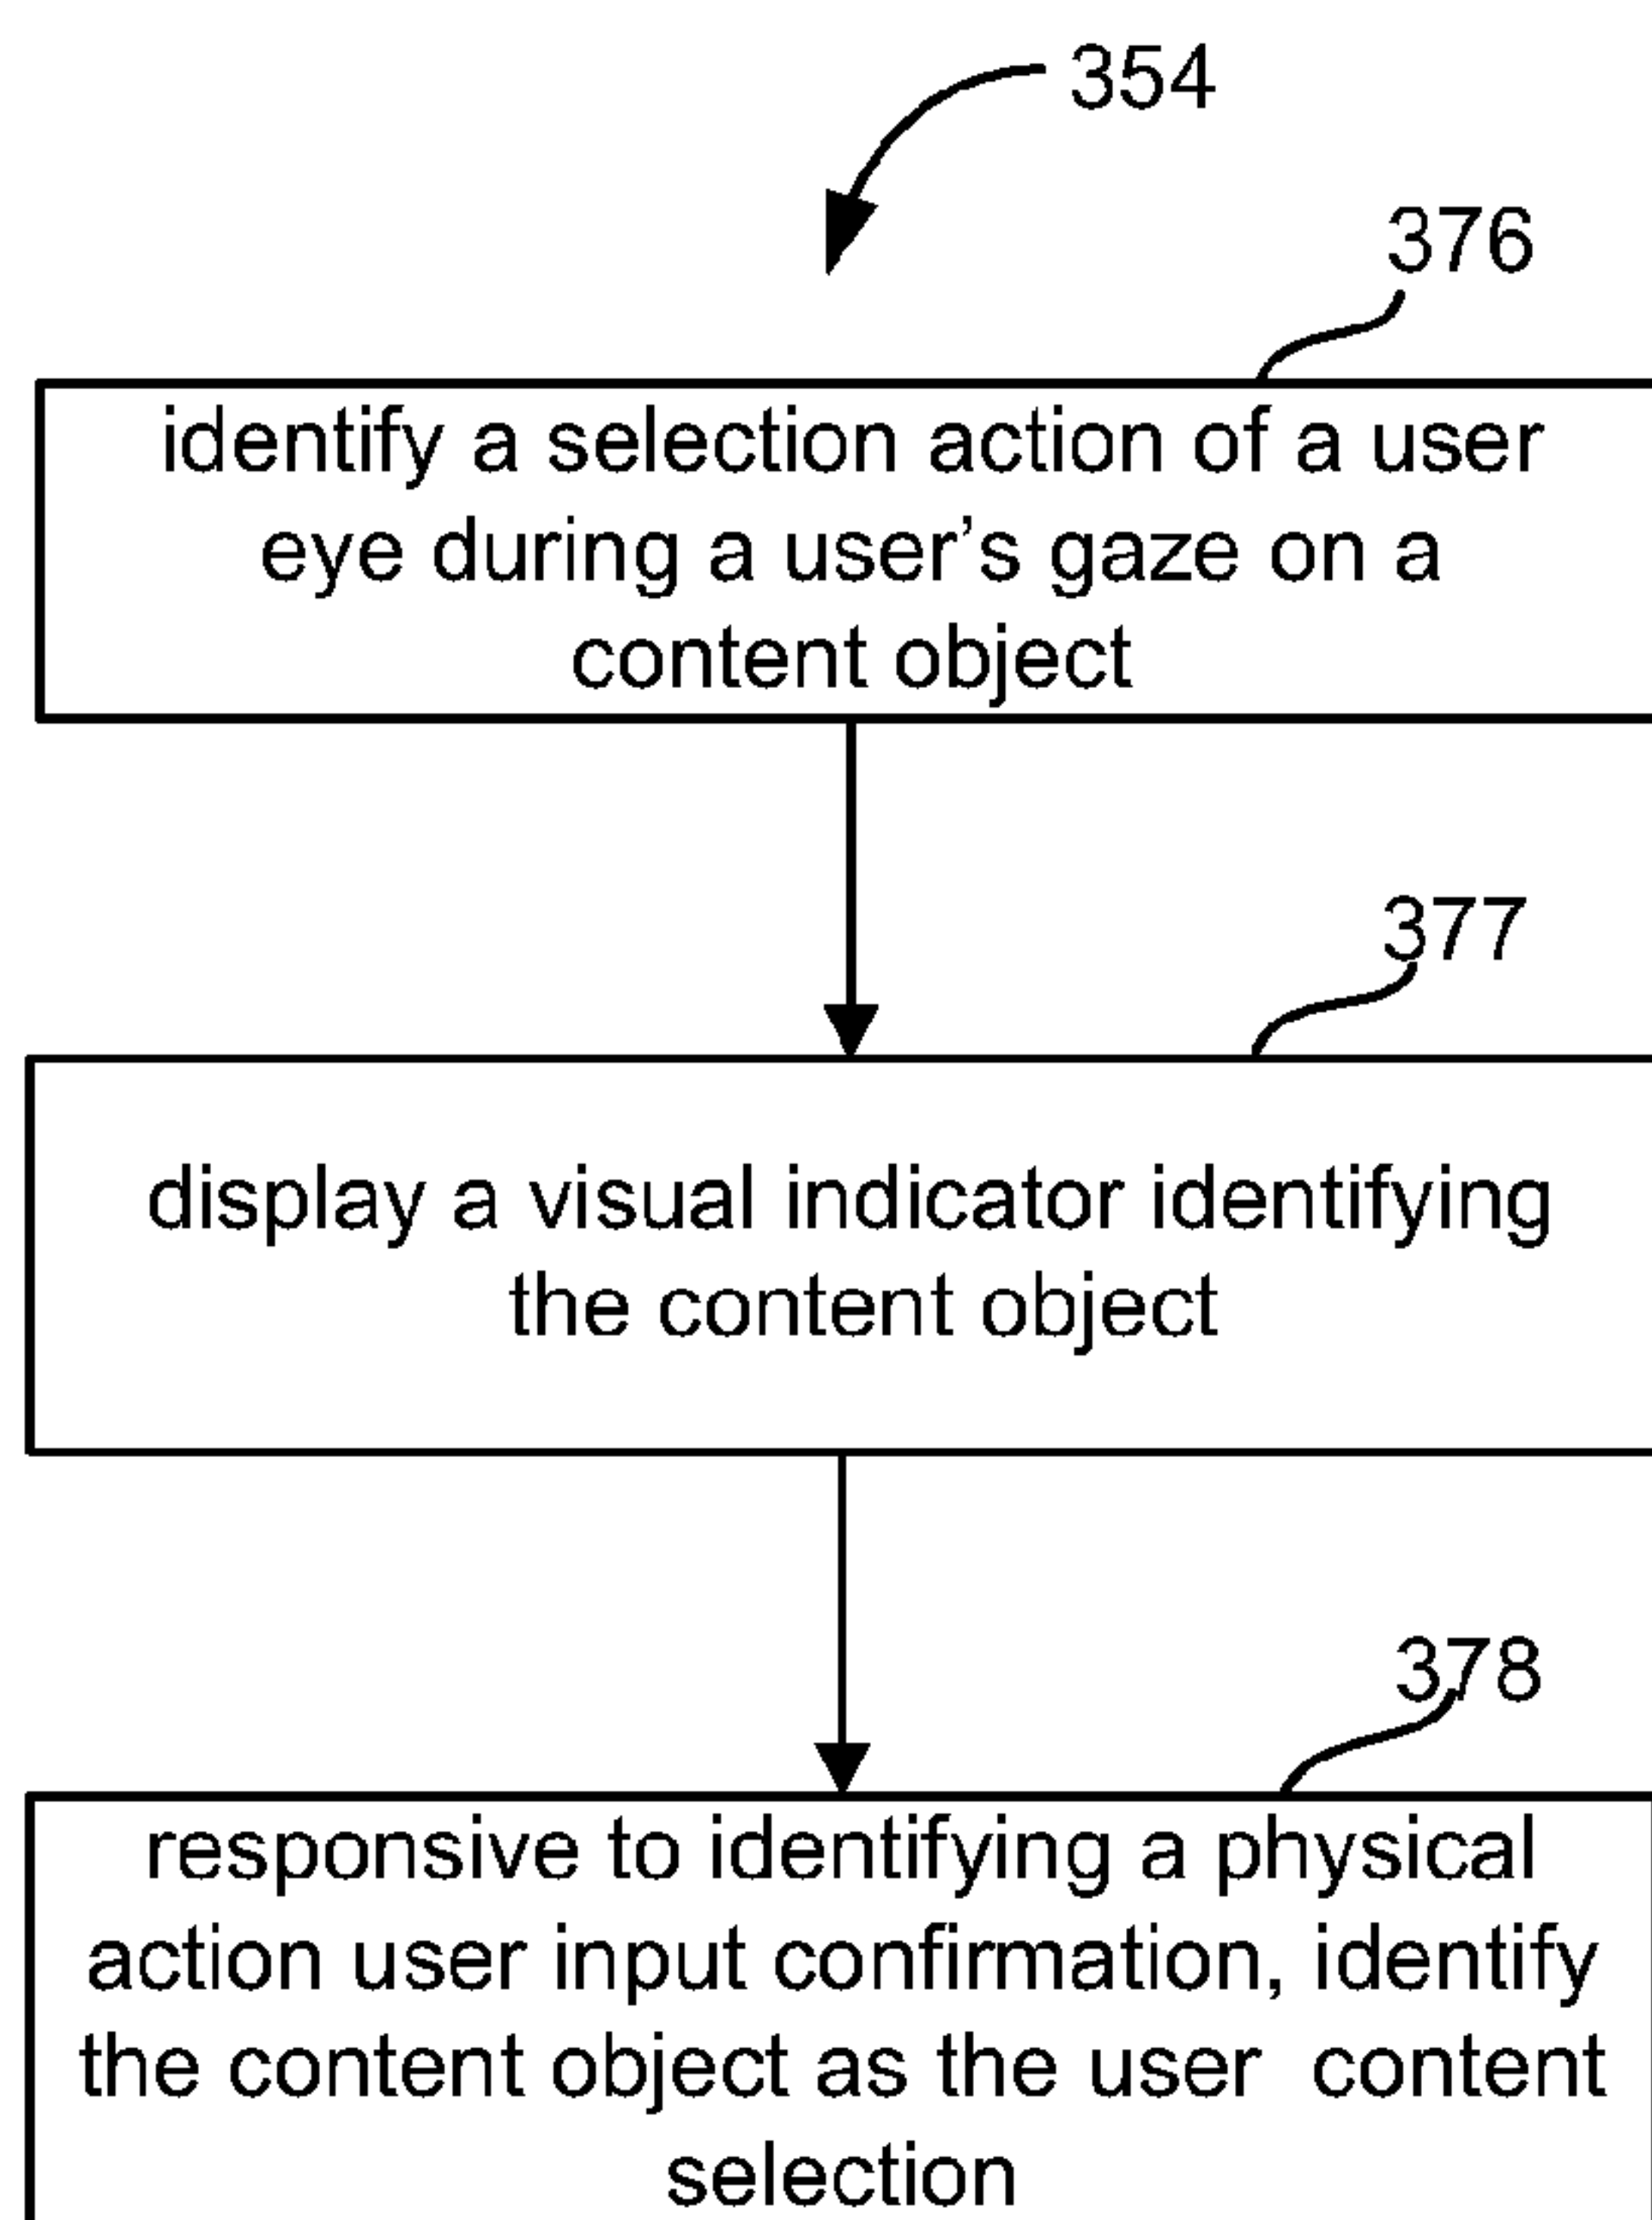 354
376
identify a selection action of a user
eye during a user's gaze on a
content object
377
display a visual indicator identifying
the content object
378
responsive to identifying a physical
action user input confirmation, identify
the content object as the user content
selection